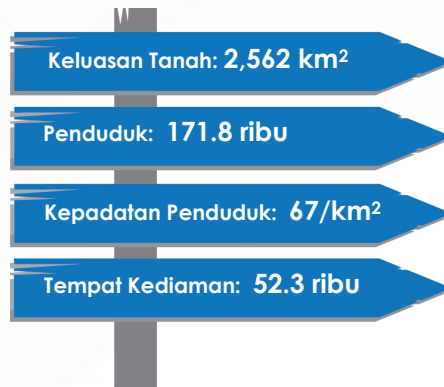 Keluasan Tanah: 2,562 km²
Penduduk: 171.8 ribu
Kepadatan Penduduk: 67/km²
Tempat Kediaman: 52.3 ribu